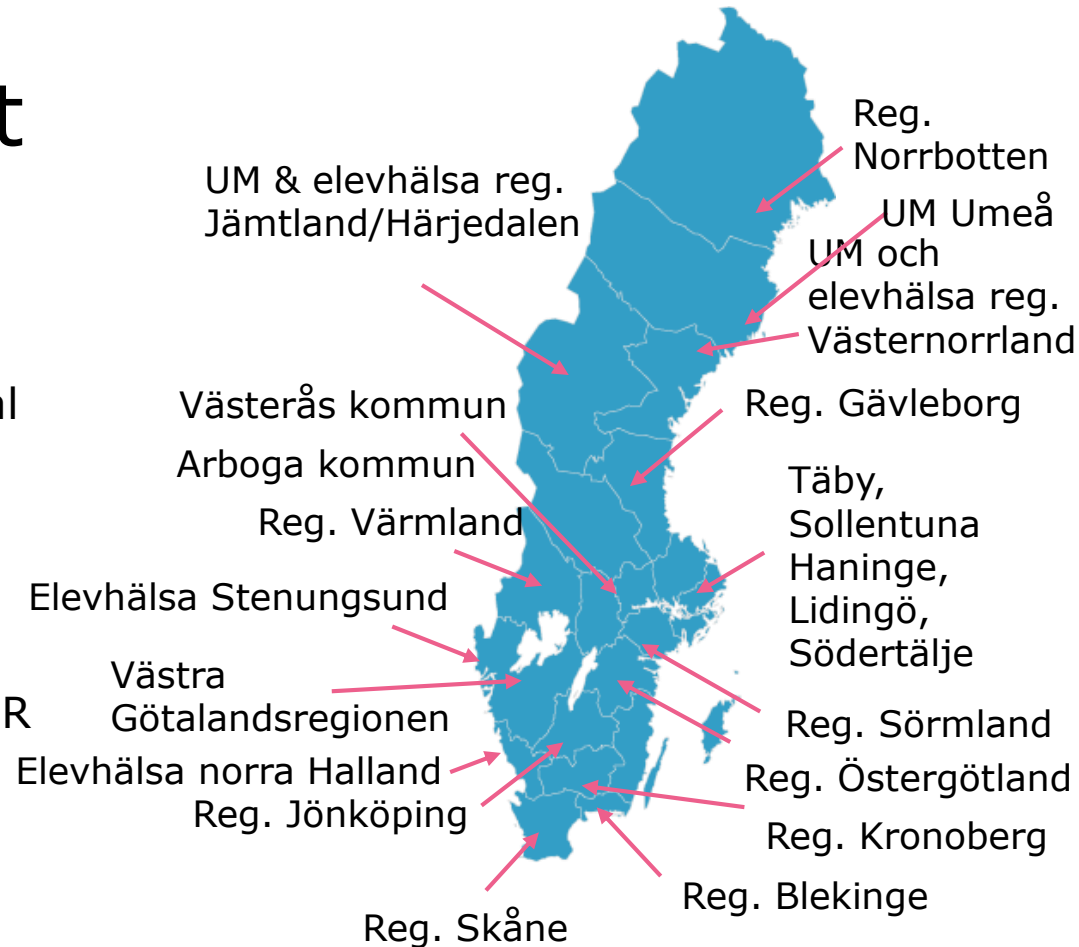 t
Reg.
Norrbotten
UM & elevhälsa reg.
Jämtland/Härjedalen
UM Umeå
UM och
elevhälsa reg.
Västernorrland
al
Västerås kommun
Reg. Gävleborg
Arboga kommun
Täby,
Sollentuna
Haninge,
Lidingö,
Södertälje
Reg. Värmland
Elevhälsa Stenungsund
Västra
Götalandsregionen
R
Reg. Sörmland
Elevhälsa norra Halland
Reg. Östergötland
Reg. Jönköping
Reg. Kronoberg
Reg. Blekinge
Reg. Skåne